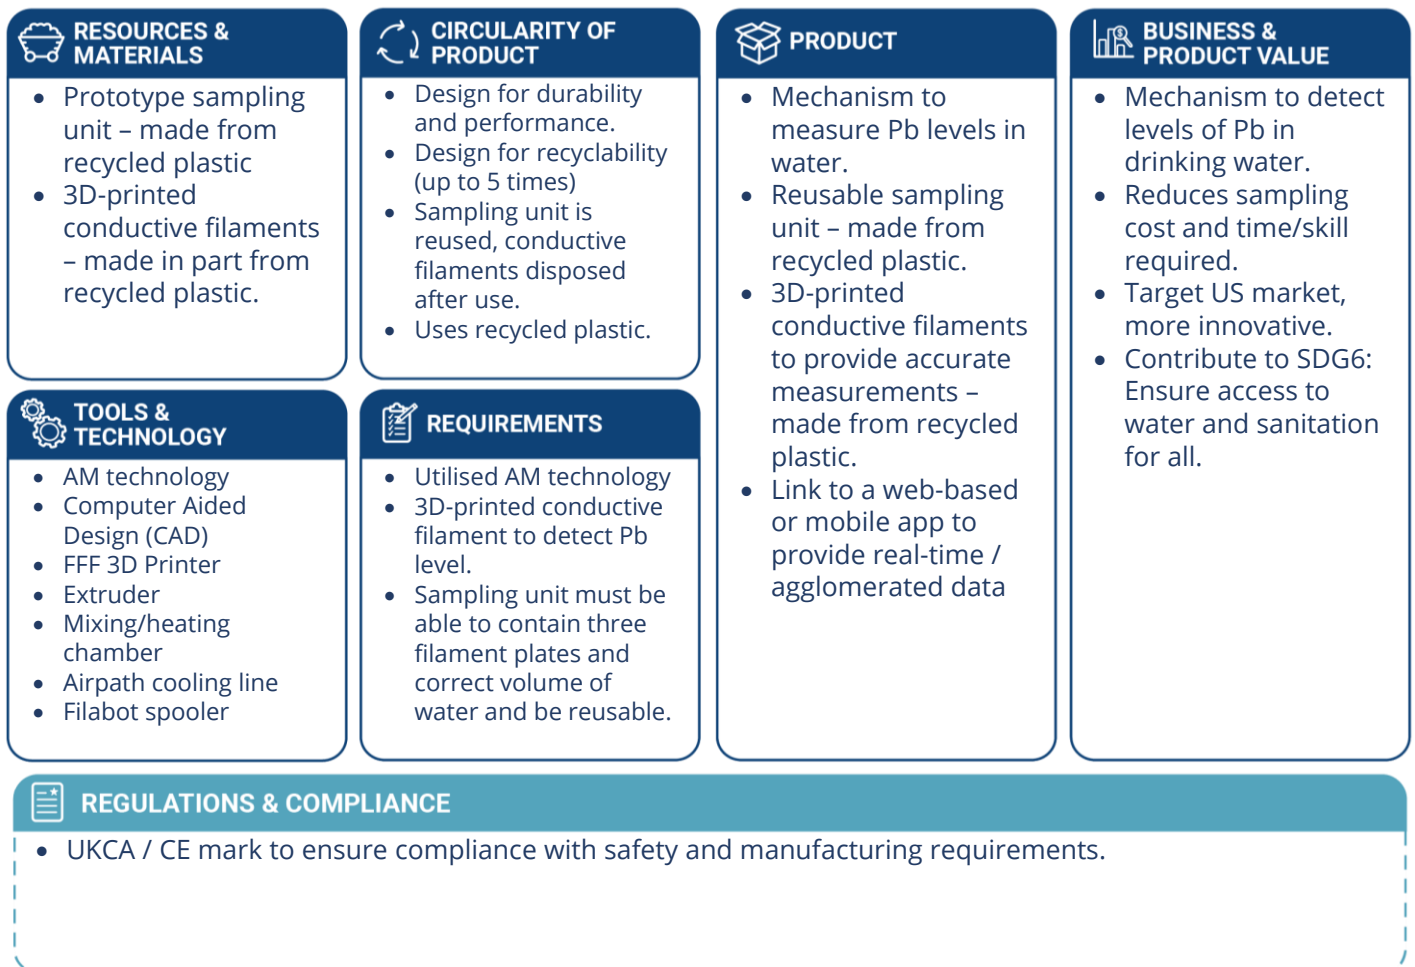 RESOURCES &
MATERIALS
• Prototype sampling
unit – made from
recycled plastic
• 3D-printed
conductive filaments
– made in part from
recycled plastic.
CIRCULARITY OF
PRODUCT
• Design for durability
and performance.
• Design for recyclability
(up to 5 times)
• Sampling unit is
reused, conductive
filaments disposed
after use.
• Uses recycled plastic.
TOOLS &
TECHNOLOGY
• AM technology
• Computer Aided
Design (CAD)
• FFF 3D Printer
• Extruder
• Mixing/heating
chamber
• Airpath cooling line
• Filabot spooler
REQUIREMENTS
• Utilised AM technology
• 3D-printed conductive
filament to detect Pb
level.
• Sampling unit must be
able to contain three
filament plates and
correct volume of
water and be reusable.
PRODUCT
• Mechanism to
measure Pb levels in
water.
• Reusable sampling
unit – made from
recycled plastic.
• 3D-printed
conductive filaments
to provide accurate
measurements –
made from recycled
plastic.
• Link to a web-based
or mobile app to
provide real-time /
agglomerated data
BUSINESS &
PRODUCT VALUE
• Mechanism to detect
levels of Pb in
drinking water.
• Reduces sampling
cost and time/skill
required.
• Target US market,
more innovative.
• Contribute to SDG6:
Ensure access to
water and sanitation
for all.
REGULATIONS & COMPLIANCE
• UKCA / CE mark to ensure compliance with safety and manufacturing requirements.